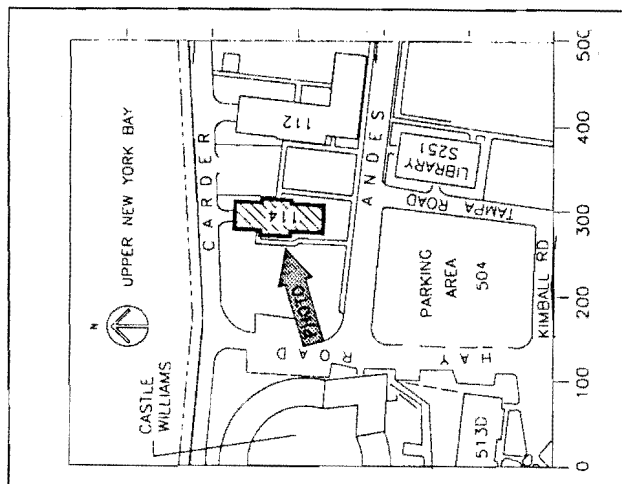 UPPER NEW YORK BAY
N
CASTLE
WILLIAMS
CARDER
112
114
PHOTO
ANDES
LIBRARY
S251
TAMPA
ROAD
PARKING
AREA
504
KIMBALL RD
HAY
ROAD
513D
0
100
200
300
400
500